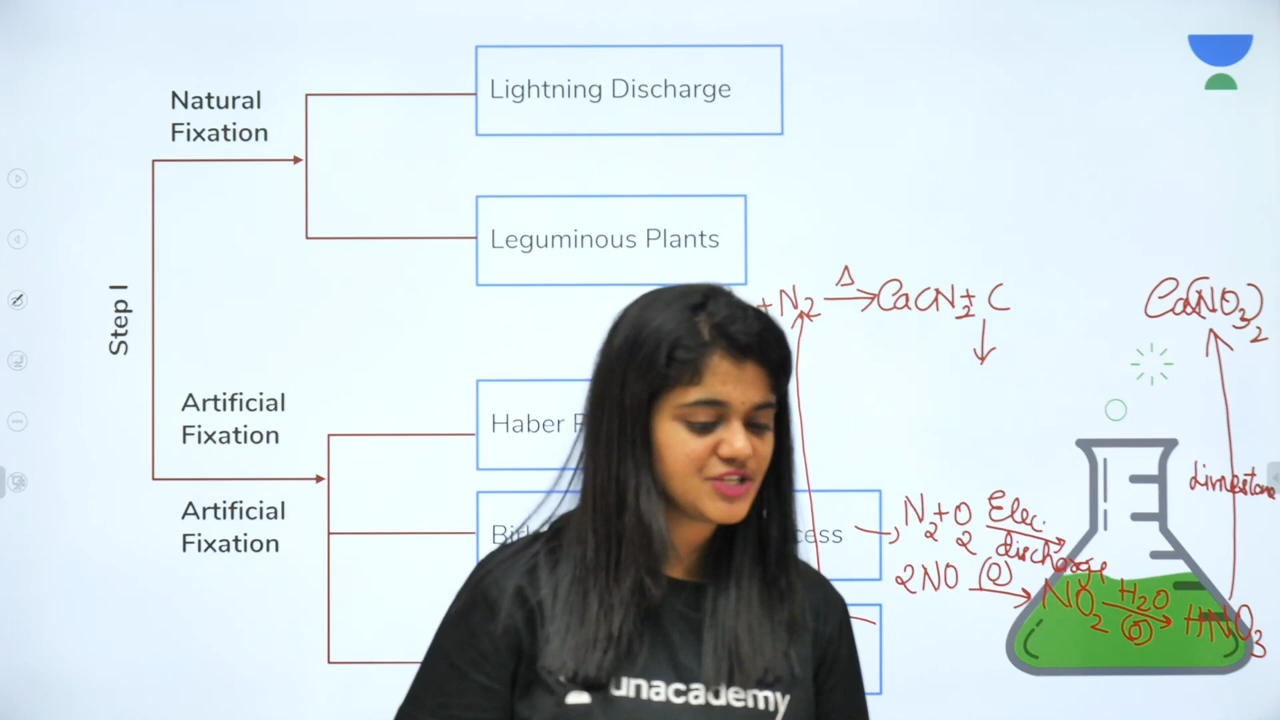 Lightning Discharge
Natural
Fixation
Leguminous Plants
Step I
+ N2 Δ → CaCN2 + C ↓
Ca(NO3)2
Artificial
Fixation
Haber
Limestone
Artificial
Fixation
cess → N2 + O2 Elec. discharge →
2NO (O) → NO2 H2O (O) → HNO3
unacademy